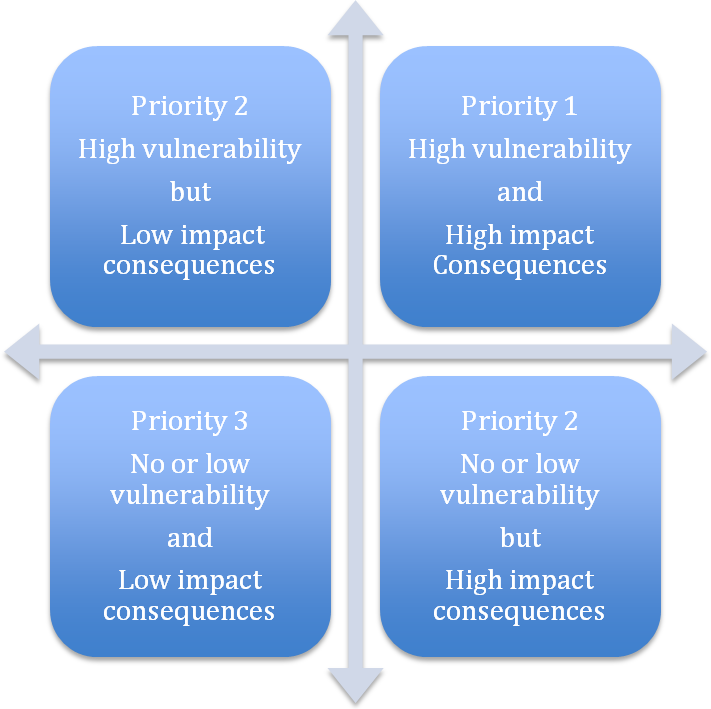 Priority 2
High vulnerability
but
Low impact
consequences
Priority 1
High vulnerability
and
High impact
Consequences
Priority 3
No or low
vulnerability
and
Low impact
consequences
Priority 2
No or low
vulnerability
but
High impact
consequences